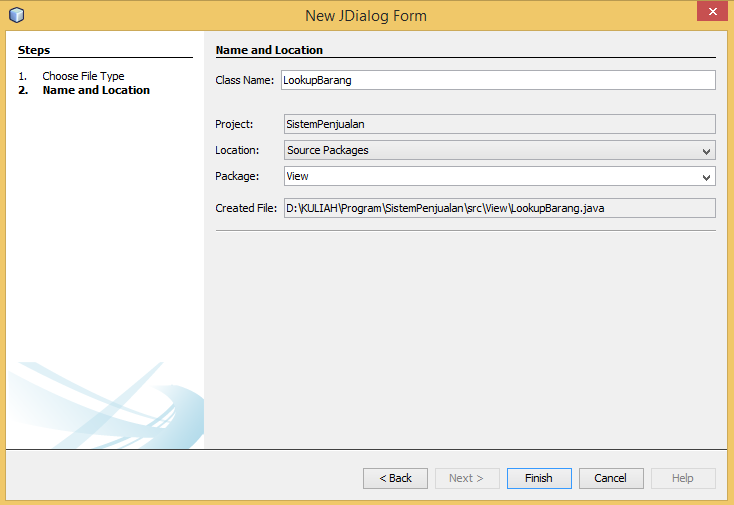 New JDialog Form
Steps
1. Choose File Type
2. Name and Location
Name and Location
Class Name: LookupBarang
Project: SistemPenjualan
Location: Source Packages
Package: View
Created File: D:\KULIAH\Program\SistemPenjualan\src\View\LookupBarang.java
< Back Next > Finish Cancel Help